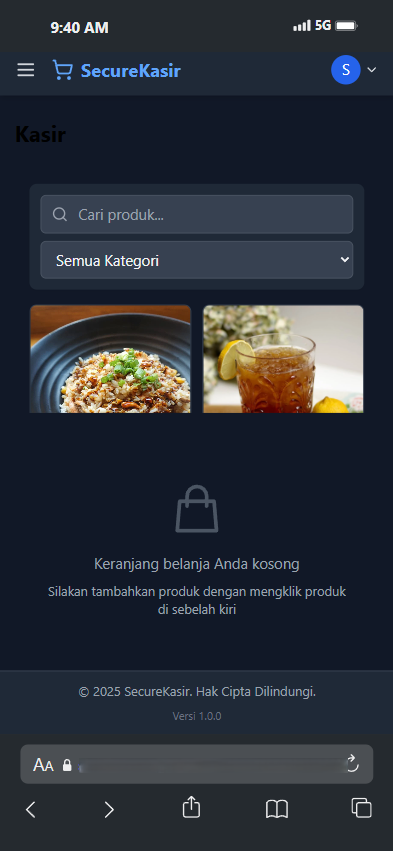 9:40 AM
5G
SecureKasir
S
Kasir
Cari produk...
Semua Kategori
Keranjang belanja Anda kosong
Silakan tambahkan produk dengan mengklik produk
di sebelah kiri
© 2025 SecureKasir. Hak Cipta Dilindungi.
Versi 1.0.0
AA